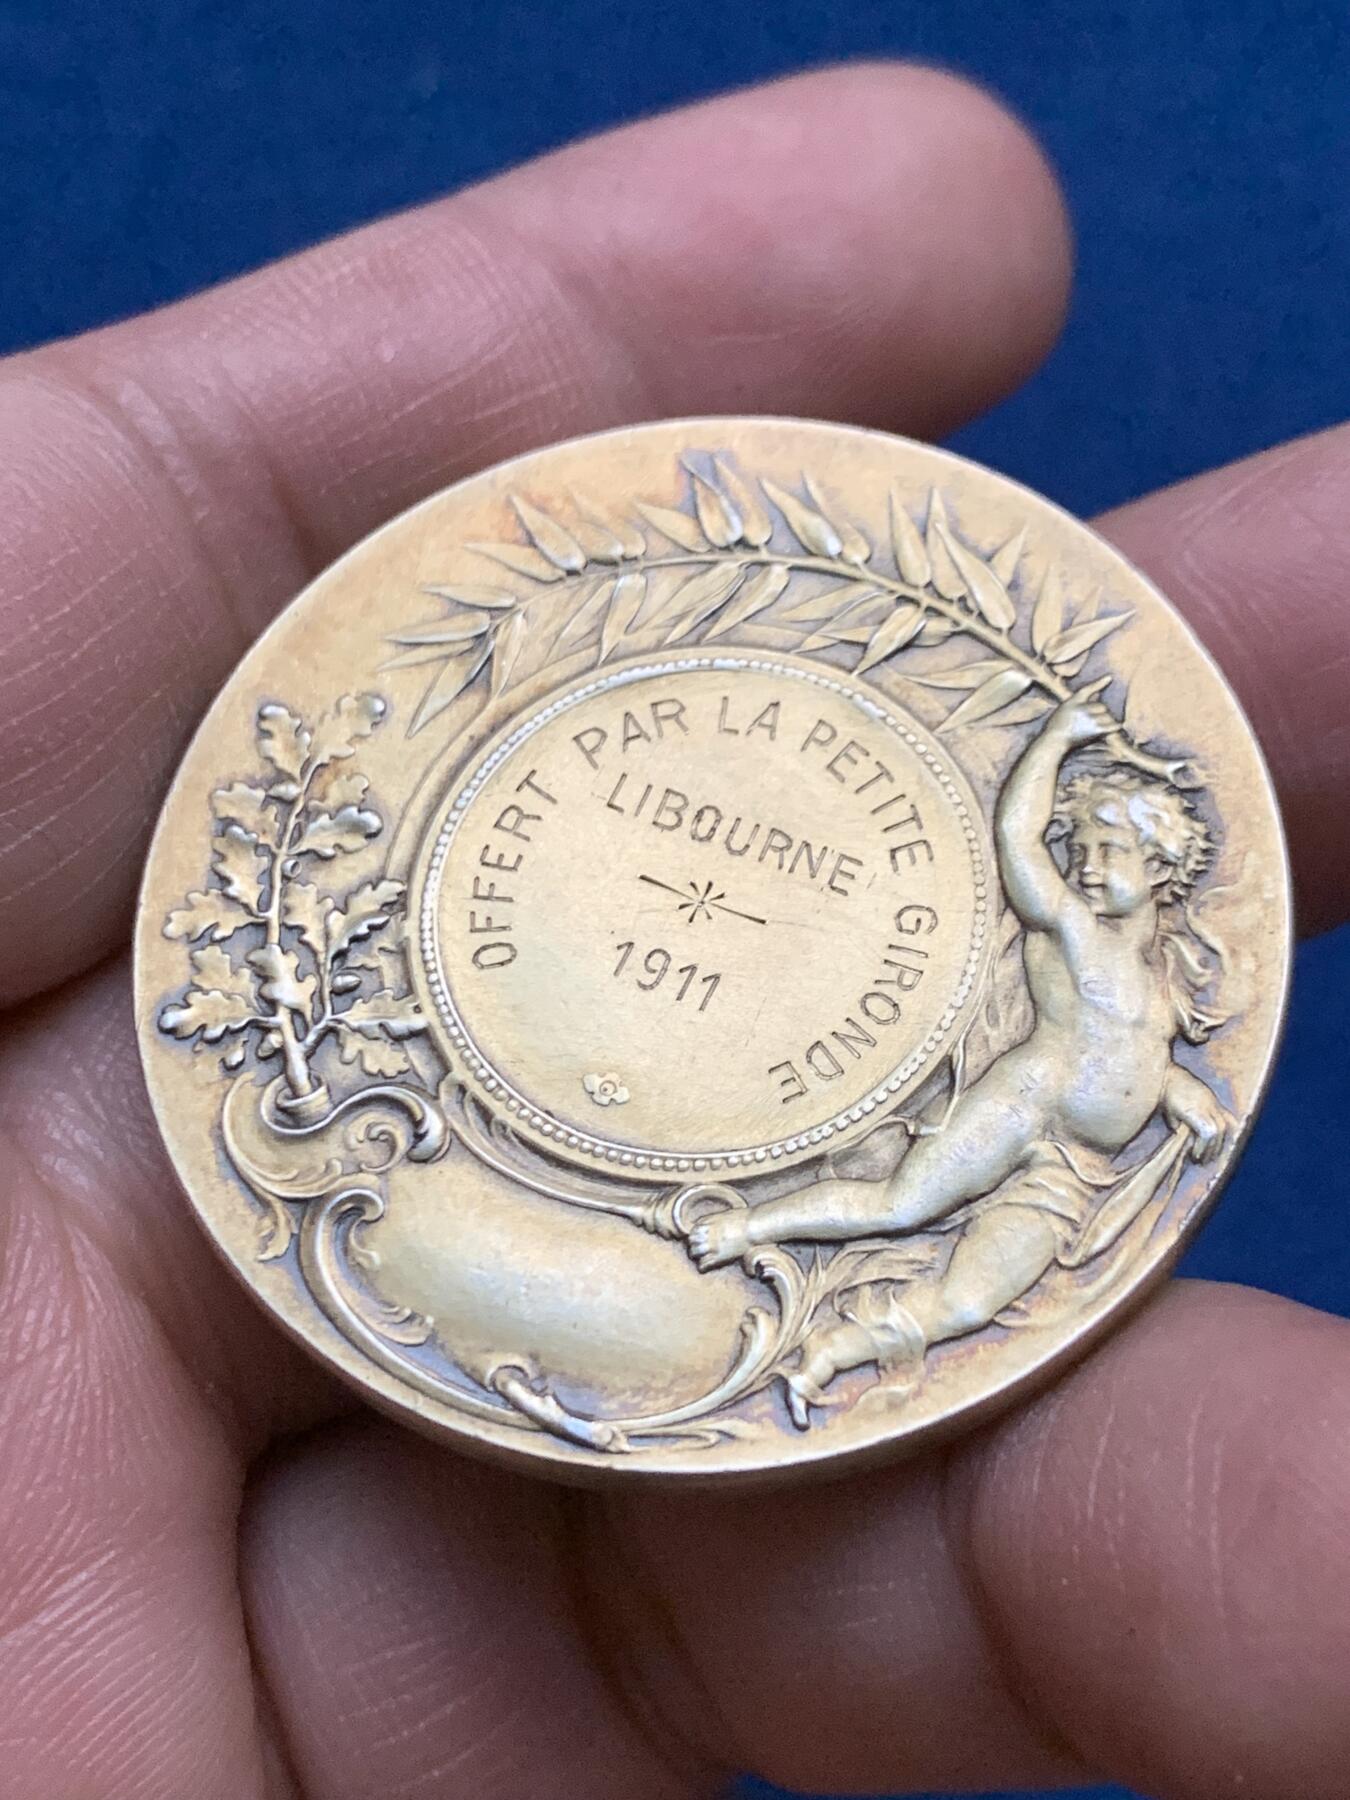 OFFERT PAR LA PETITE GIRONDE
LIBOURNE
1911